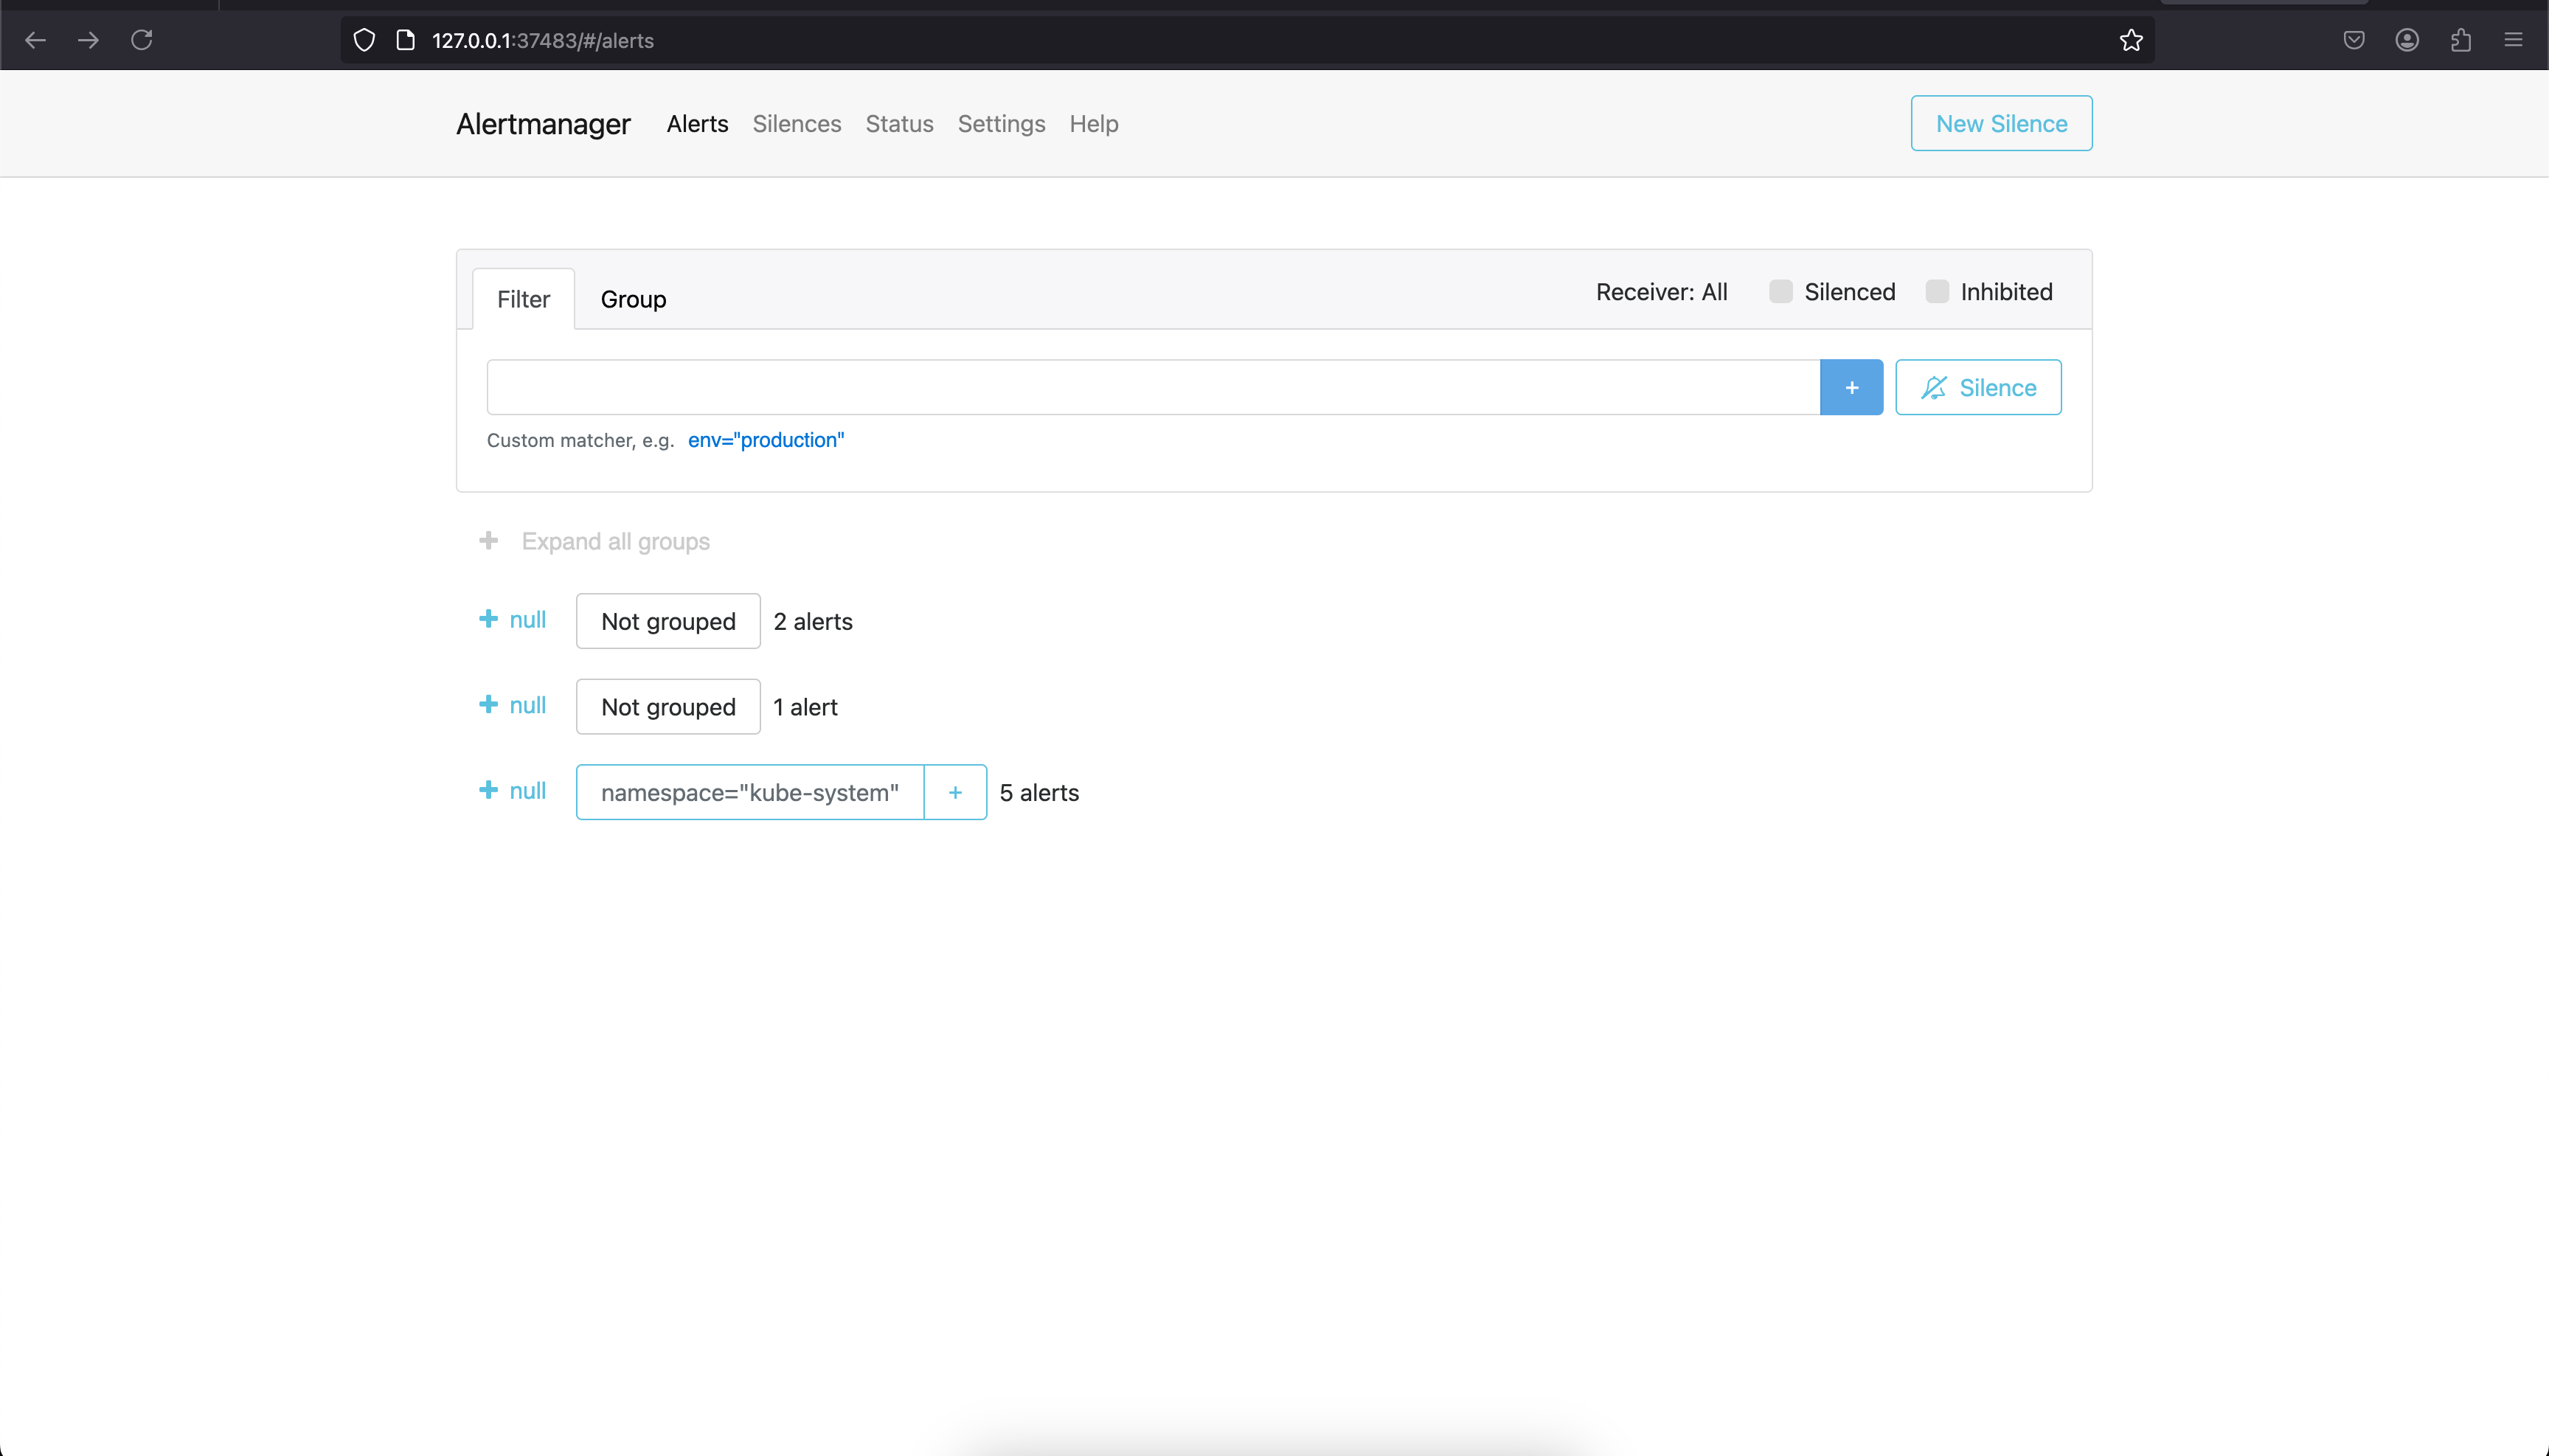 127.0.0.1:37483/#/alerts
Alertmanager Alerts Silences Status Settings Help New Silence
Filter Group Receiver: All Silenced Inhibited
+ Silence
Custom matcher, e.g. env="production"
+ Expand all groups
+ null Not grouped 2 alerts
+ null Not grouped 1 alert
+ null namespace="kube-system" + 5 alerts